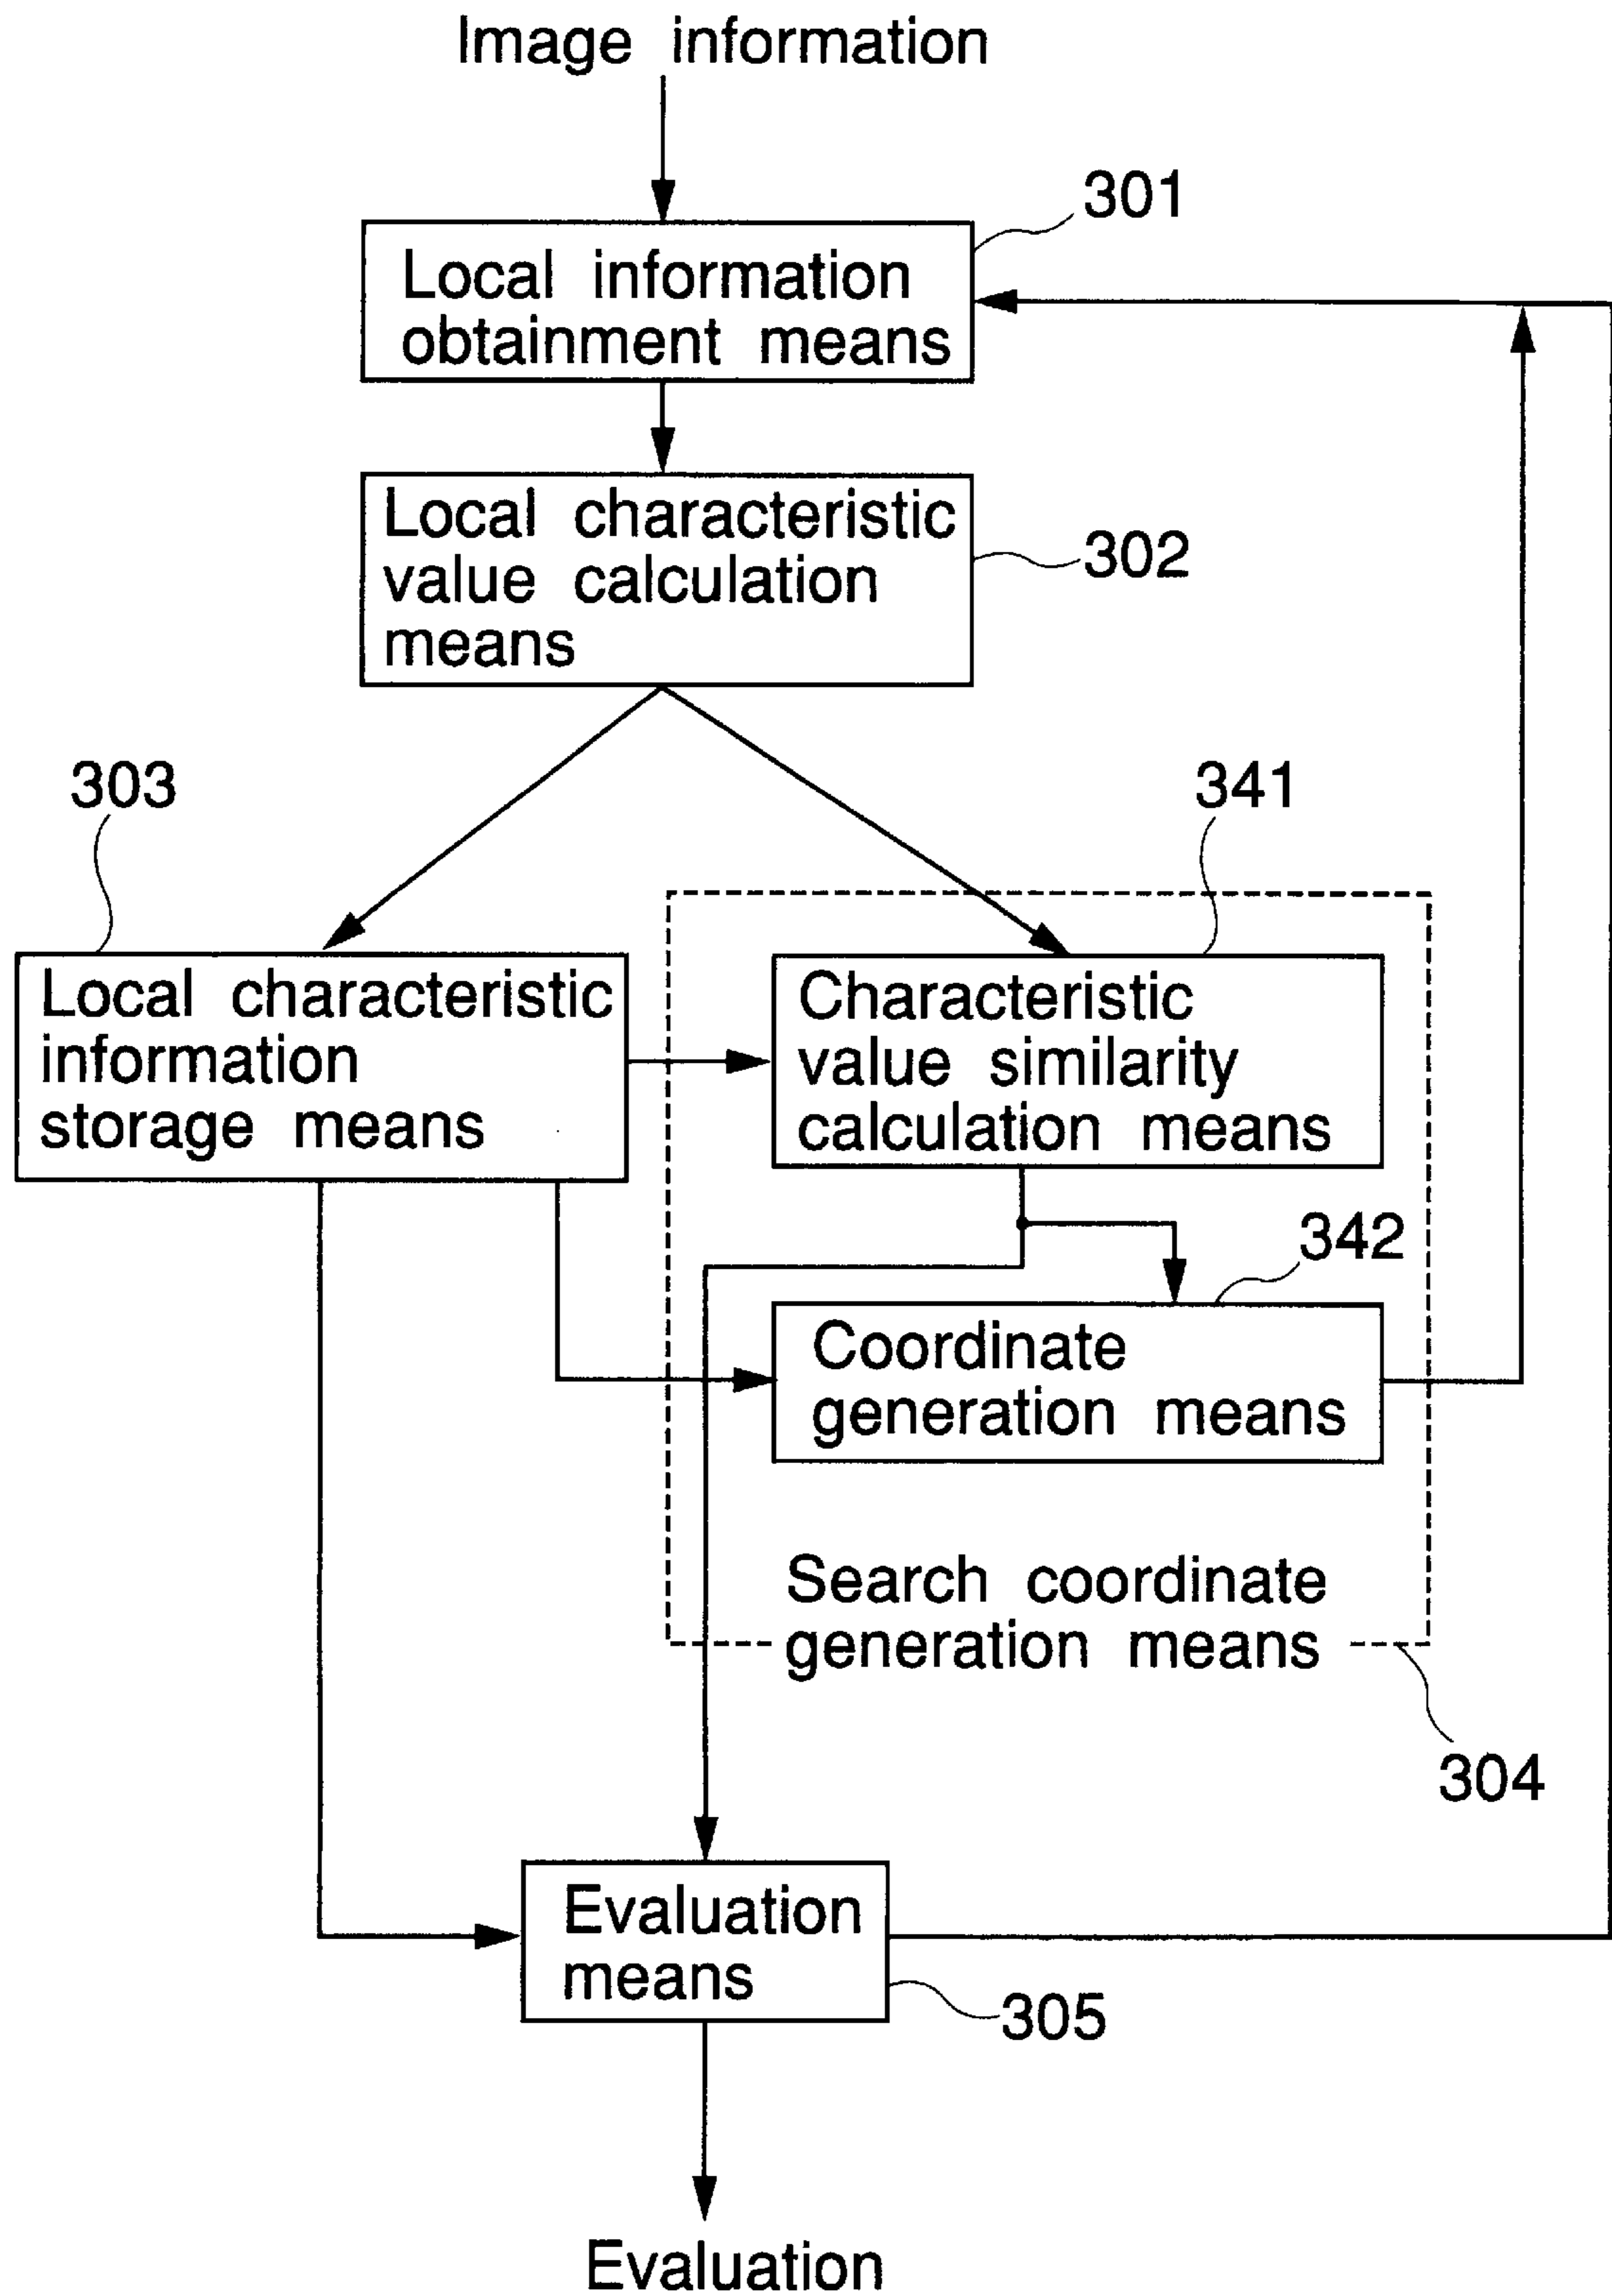 Image information
301
Local information
obtainment means
Local characteristic
value calculation
means
302
303
341
Local characteristic
information
storage means
Characteristic
value similarity
calculation means
342
Coordinate
generation means
Search coordinate
generation means
304
Evaluation
means
305
Evaluation